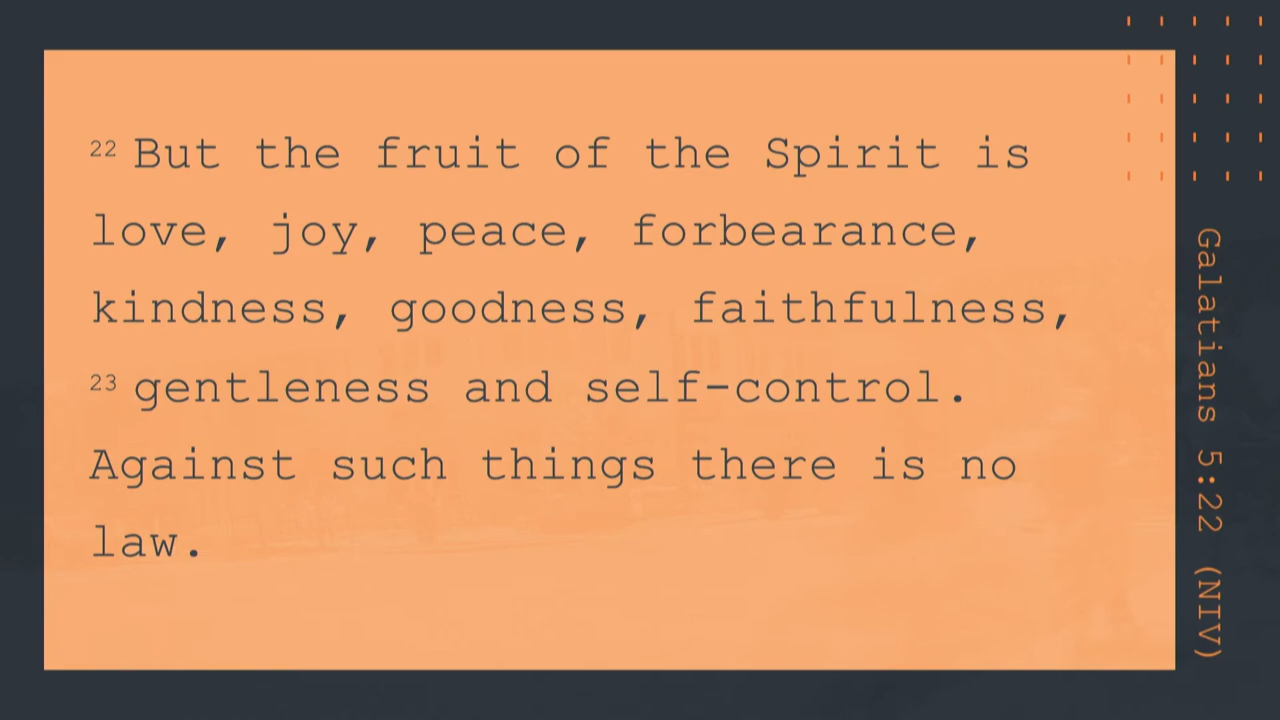 22 But the fruit of the Spirit is
love, joy, peace, forbearance,
kindness, goodness, faithfulness,
23 gentleness and self-control.
Against such things there is no
law.
Galatians 5:22 (NIV)